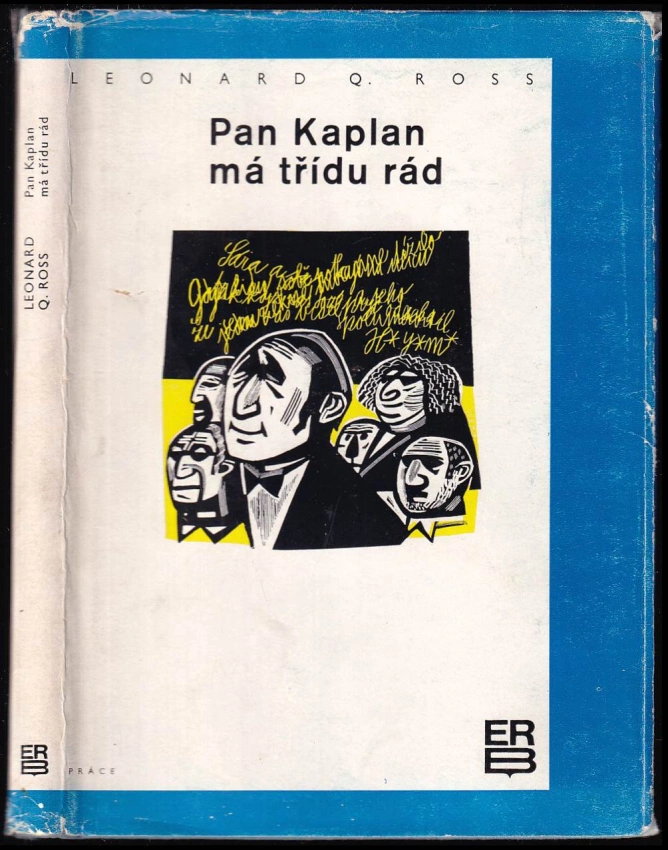 LEONARD Q. ROSS
Pan Kaplan
má třídu rád
Pan Kaplan
má třídu rád
LEONARD
Q. ROSS
ER
B
ER
B
PRÁCE